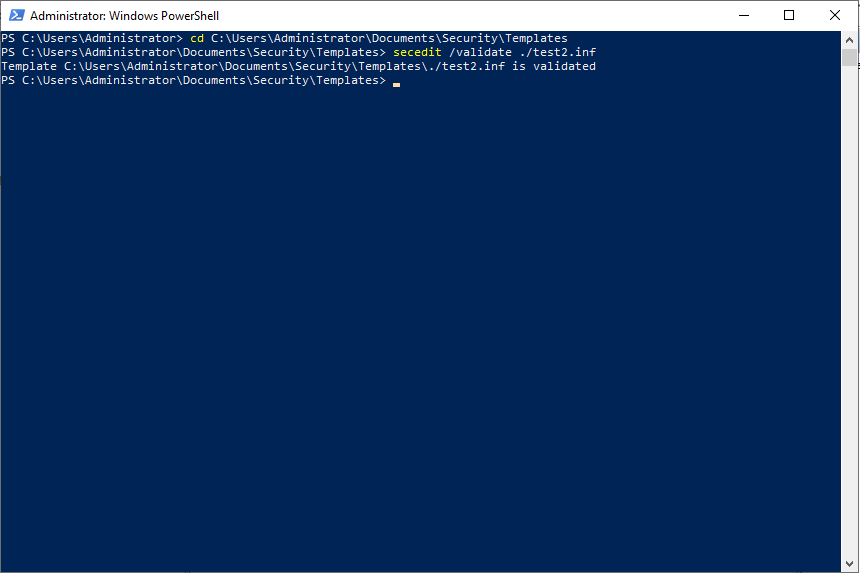 Administrator: Windows PowerShell
PS C:\Users\Administrator> cd C:\Users\Administrator\Documents\Security\Templates
PS C:\Users\Administrator\Documents\Security\Templates> secedit /validate ./test2.inf
Template C:\Users\Administrator\Documents\Security\Templates\./test2.inf is validated
PS C:\Users\Administrator\Documents\Security\Templates>